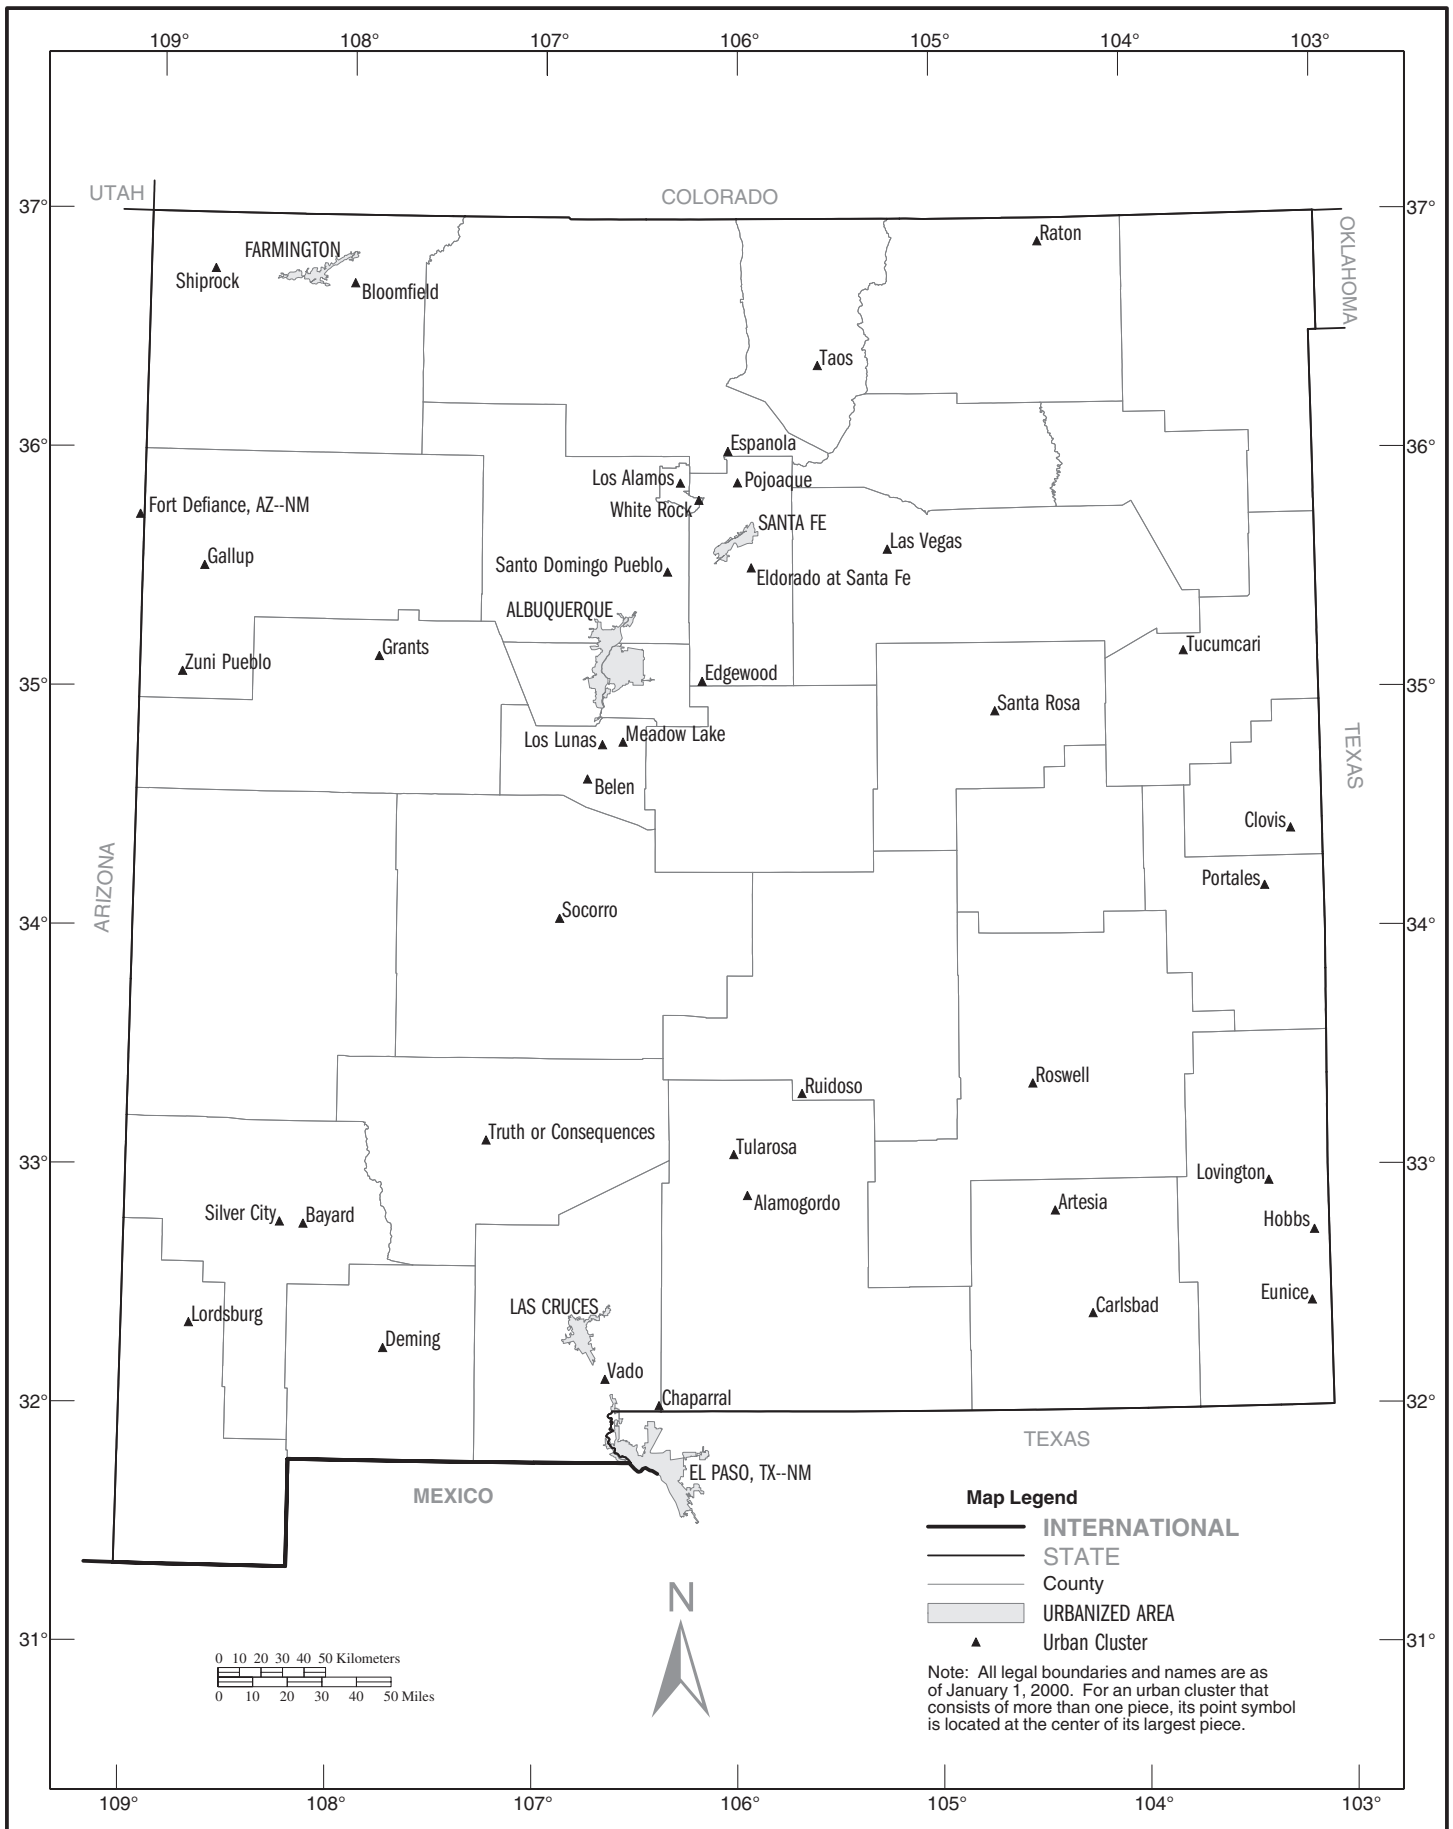 109° 108° 107° 106° 105° 104° 103°
UTAH
COLORADO
37° 37°
OKLAHOMA
Raton
FARMINGTON
Shiprock
Bloomfield
Taos
36° 36°
Espanola
Los Alamos
Pojoaque
White Rock
Fort Defiance, AZ--NM
SANTA FE
Las Vegas
Gallup
Santo Domingo Pueblo
Eldorado at Santa Fe
ALBUQUERQUE
Grants
Tucumcari
Zuni Pueblo
Edgewood
35° 35°
Santa Rosa
Los Lunas
Meadow Lake
TEXAS
Belen
Clovis
ARIZONA
Portales
Socorro
34° 34°
Roswell
Ruidoso
Truth or Consequences
Tularosa
33° 33°
Lovington
Silver City
Bayard
Alamogordo
Artesia
Hobbs
Eunice
LAS CRUCES
Carlsbad
Lordsburg
Deming
Vado
Chaparral
32° 32°
TEXAS
EL PASO, TX--NM
MEXICO
Map Legend
INTERNATIONAL
STATE
County
URBANIZED AREA
Urban Cluster
Note: All legal boundaries and names are as
of January 1, 2000. For an urban cluster that
consists of more than one piece, its point symbol
is located at the center of its largest piece.
N
31° 31°
0 10 20 30 40 50 Kilometers
0 10 20 30 40 50 Miles
109° 108° 107° 106° 105° 104° 103°